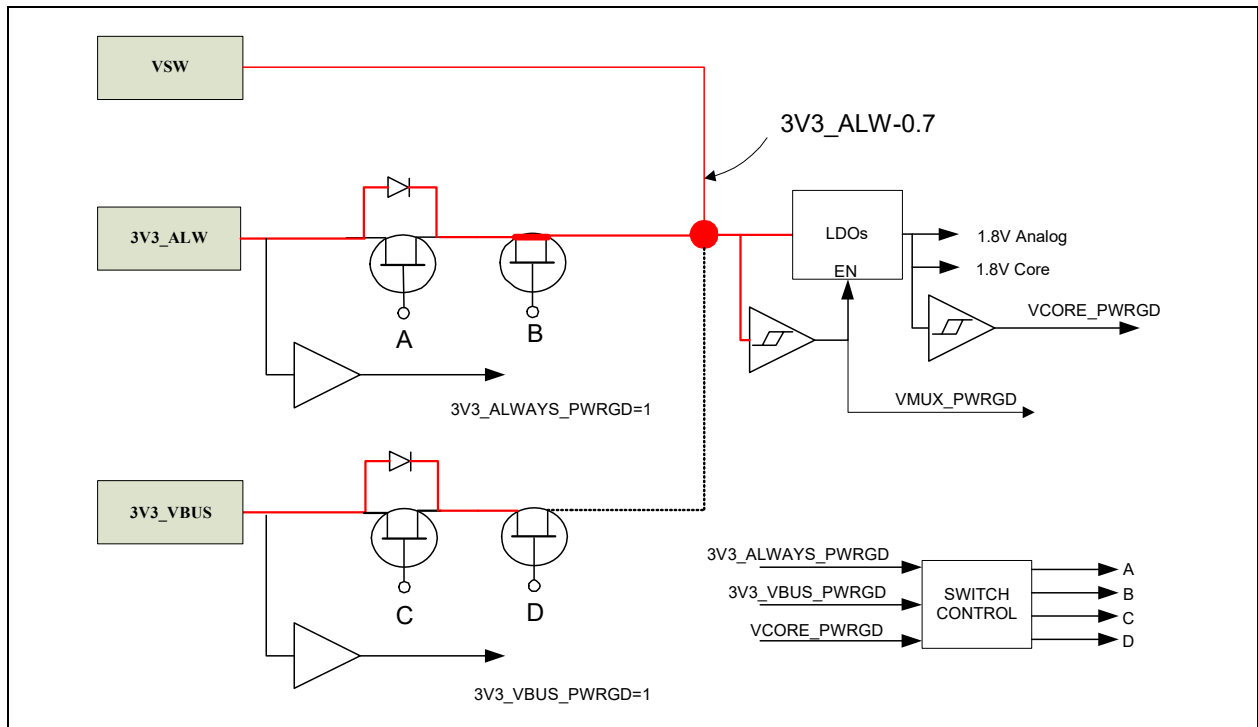 VSW
3V3_ALW-0.7
3V3_ALW
LDOs
EN
1.8V Analog
1.8V Core
VCORE_PWRGD
A
B
3V3_ALWAYS_PWRGD=1
VMUX_PWRGD
3V3_VBUS
C
D
3V3_VBUS_PWRGD=1
3V3_ALWAYS_PWRGD
3V3_VBUS_PWRGD
VCORE_PWRGD
SWITCH
CONTROL
A
B
C
D